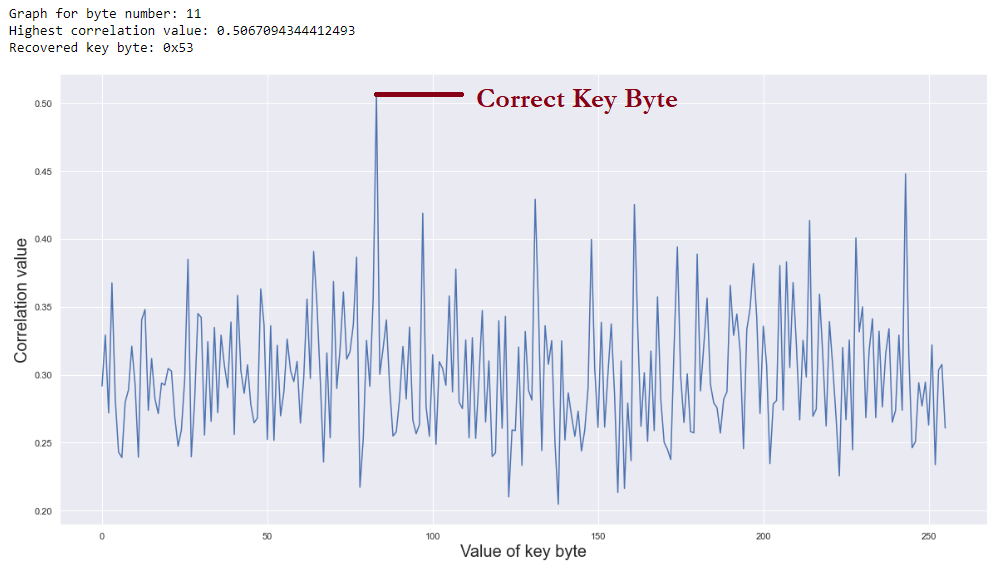 Graph for byte number: 11
Highest correlation value: 0.5067094344412493
Recovered key byte: 0x53
Correct Key Byte
0.50
0.45
0.40
0.35
0.30
0.25
0.20
Correlation value
0 50 100 150 200 250
Value of key byte